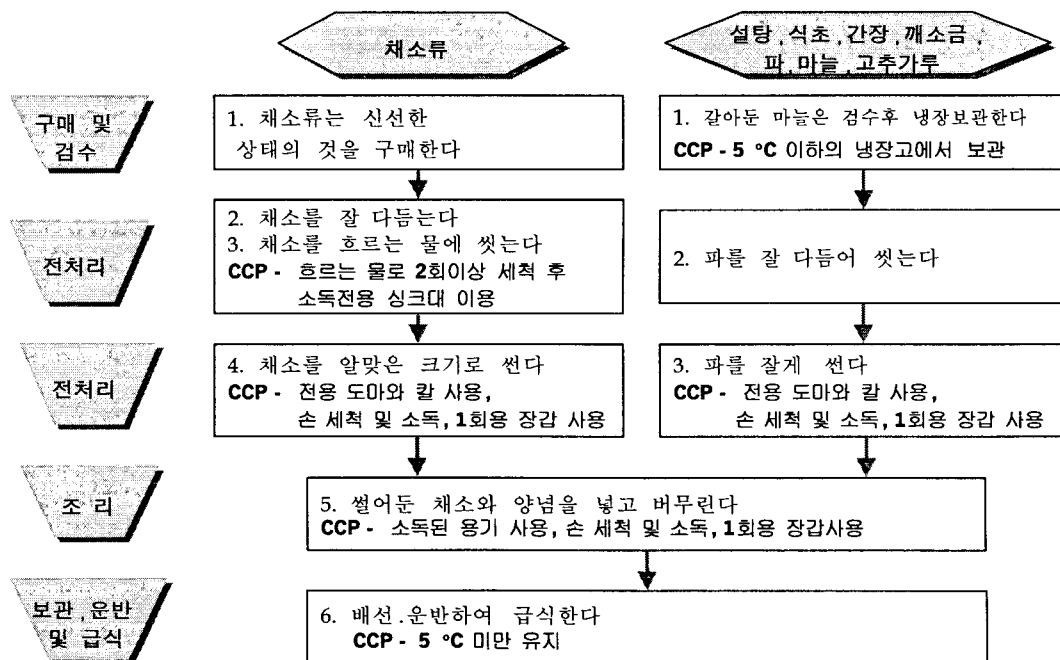 채소류
설탕, 식초, 간장, 깨소금,
파, 마늘, 고추가루
구매 및
검수
1. 채소류는 신선한
상태의 것을 구매한다
1. 갈아둔 마늘은 검수후 냉장보관한다
CCP - 5 °C 이하의 냉장고에서 보관
전처리
2. 채소를 잘 다듬는다
3. 채소를 흐르는 물에 씻는다
CCP - 흐르는 물로 2회이상 세척 후
소독전용 싱크대 이용
2. 파를 잘 다듬어 씻는다
전처리
4. 채소를 알맞은 크기로 썬다
CCP - 전용 도마와 칼 사용,
손 세척 및 소독, 1회용 장갑 사용
3. 파를 잘게 썬다
CCP - 전용 도마와 칼 사용,
손 세척 및 소독, 1회용 장갑 사용
조 리
5. 썰어둔 채소와 양념을 넣고 버무린다
CCP - 소독된 용기 사용, 손 세척 및 소독, 1회용 장갑사용
보관, 운반
및 급식
6. 배선.운반하여 급식한다
CCP - 5 °C 미만 유지